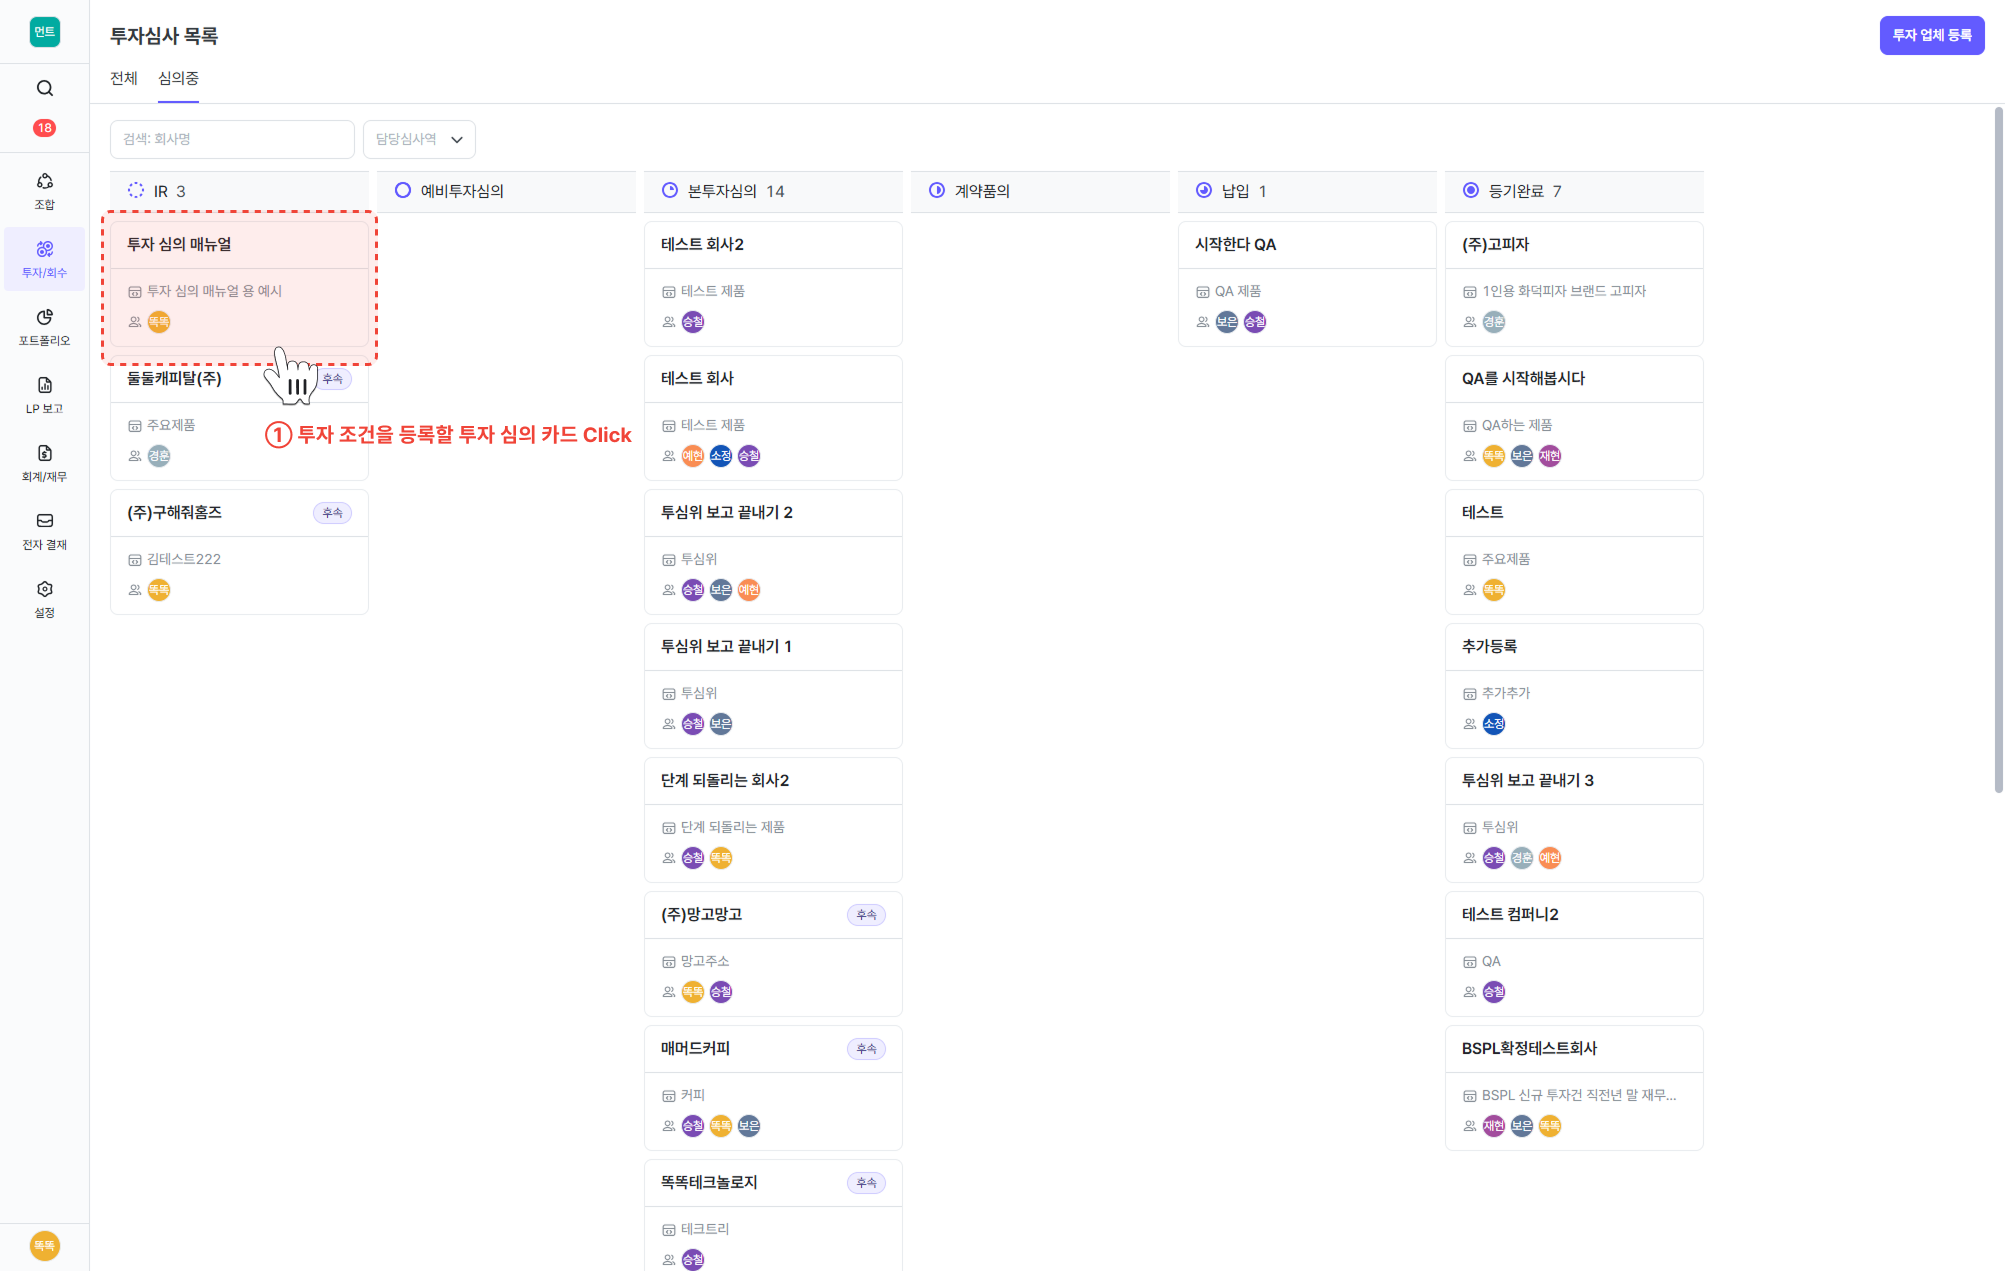 먼트
투자심사 목록
투자 업체 등록
전체
심의중
18
검색: 회사명
담당심사역
조합
투자/회수
포트폴리오
LP 보고
회계/재무
전자 결재
설정
똑똑
IR 3
투자 심의 매뉴얼
투자 심의 매뉴얼 용 예시
똑똑
둘둘캐피탈(주)
후속
주요제품
경훈
① 투자 조건을 등록할 투자 심의 카드 Click
(주)구해줘홈즈
후속
김테스트222
똑똑
예비투자심의
본투자심의 14
테스트 회사2
테스트 제품
승철
테스트 회사
테스트 제품
예현 소정 승철
투심위 보고 끝내기 2
투심위
승철 보은 예현
투심위 보고 끝내기 1
투심위
승철 보은
단계 되돌리는 회사2
단계 되돌리는 제품
승철 똑똑
(주)망고망고
후속
망고주소
똑똑 승철
매머드커피
후속
커피
승철 똑똑 보은
똑똑테크놀로지
후속
테크트리
승철
계약품의
납입 1
시작한다 QA
QA 제품
보은 승철
등기완료 7
(주)고피자
1인용 화덕피자 브랜드 고피자
경훈
QA를 시작해봅시다
QA하는 제품
똑똑 보은 재현
테스트
주요제품
똑똑
추가등록
추가추가
소정
투심위 보고 끝내기 3
투심위
승철 경훈 예현
테스트 컴퍼니2
QA
승철
BSPL확정테스트회사
BSPL 신규 투자건 직전년 말 재무...
재현 보은 똑똑